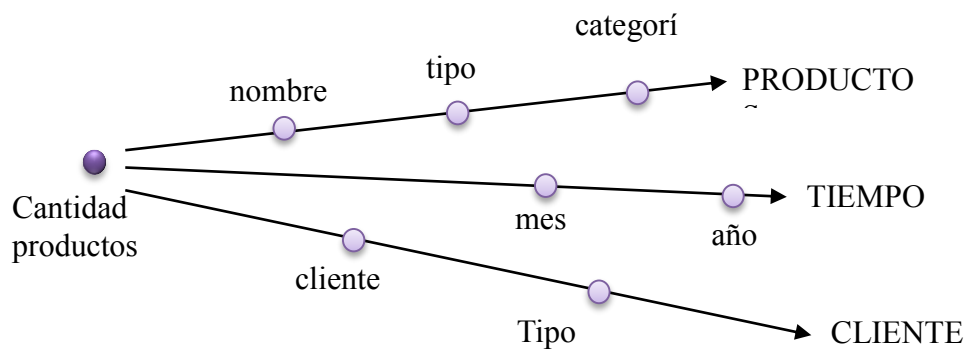 categorí
tipo
nombre
PRODUCTO
Cantidad
productos
TIEMPO
mes
año
cliente
Tipo
CLIENTE